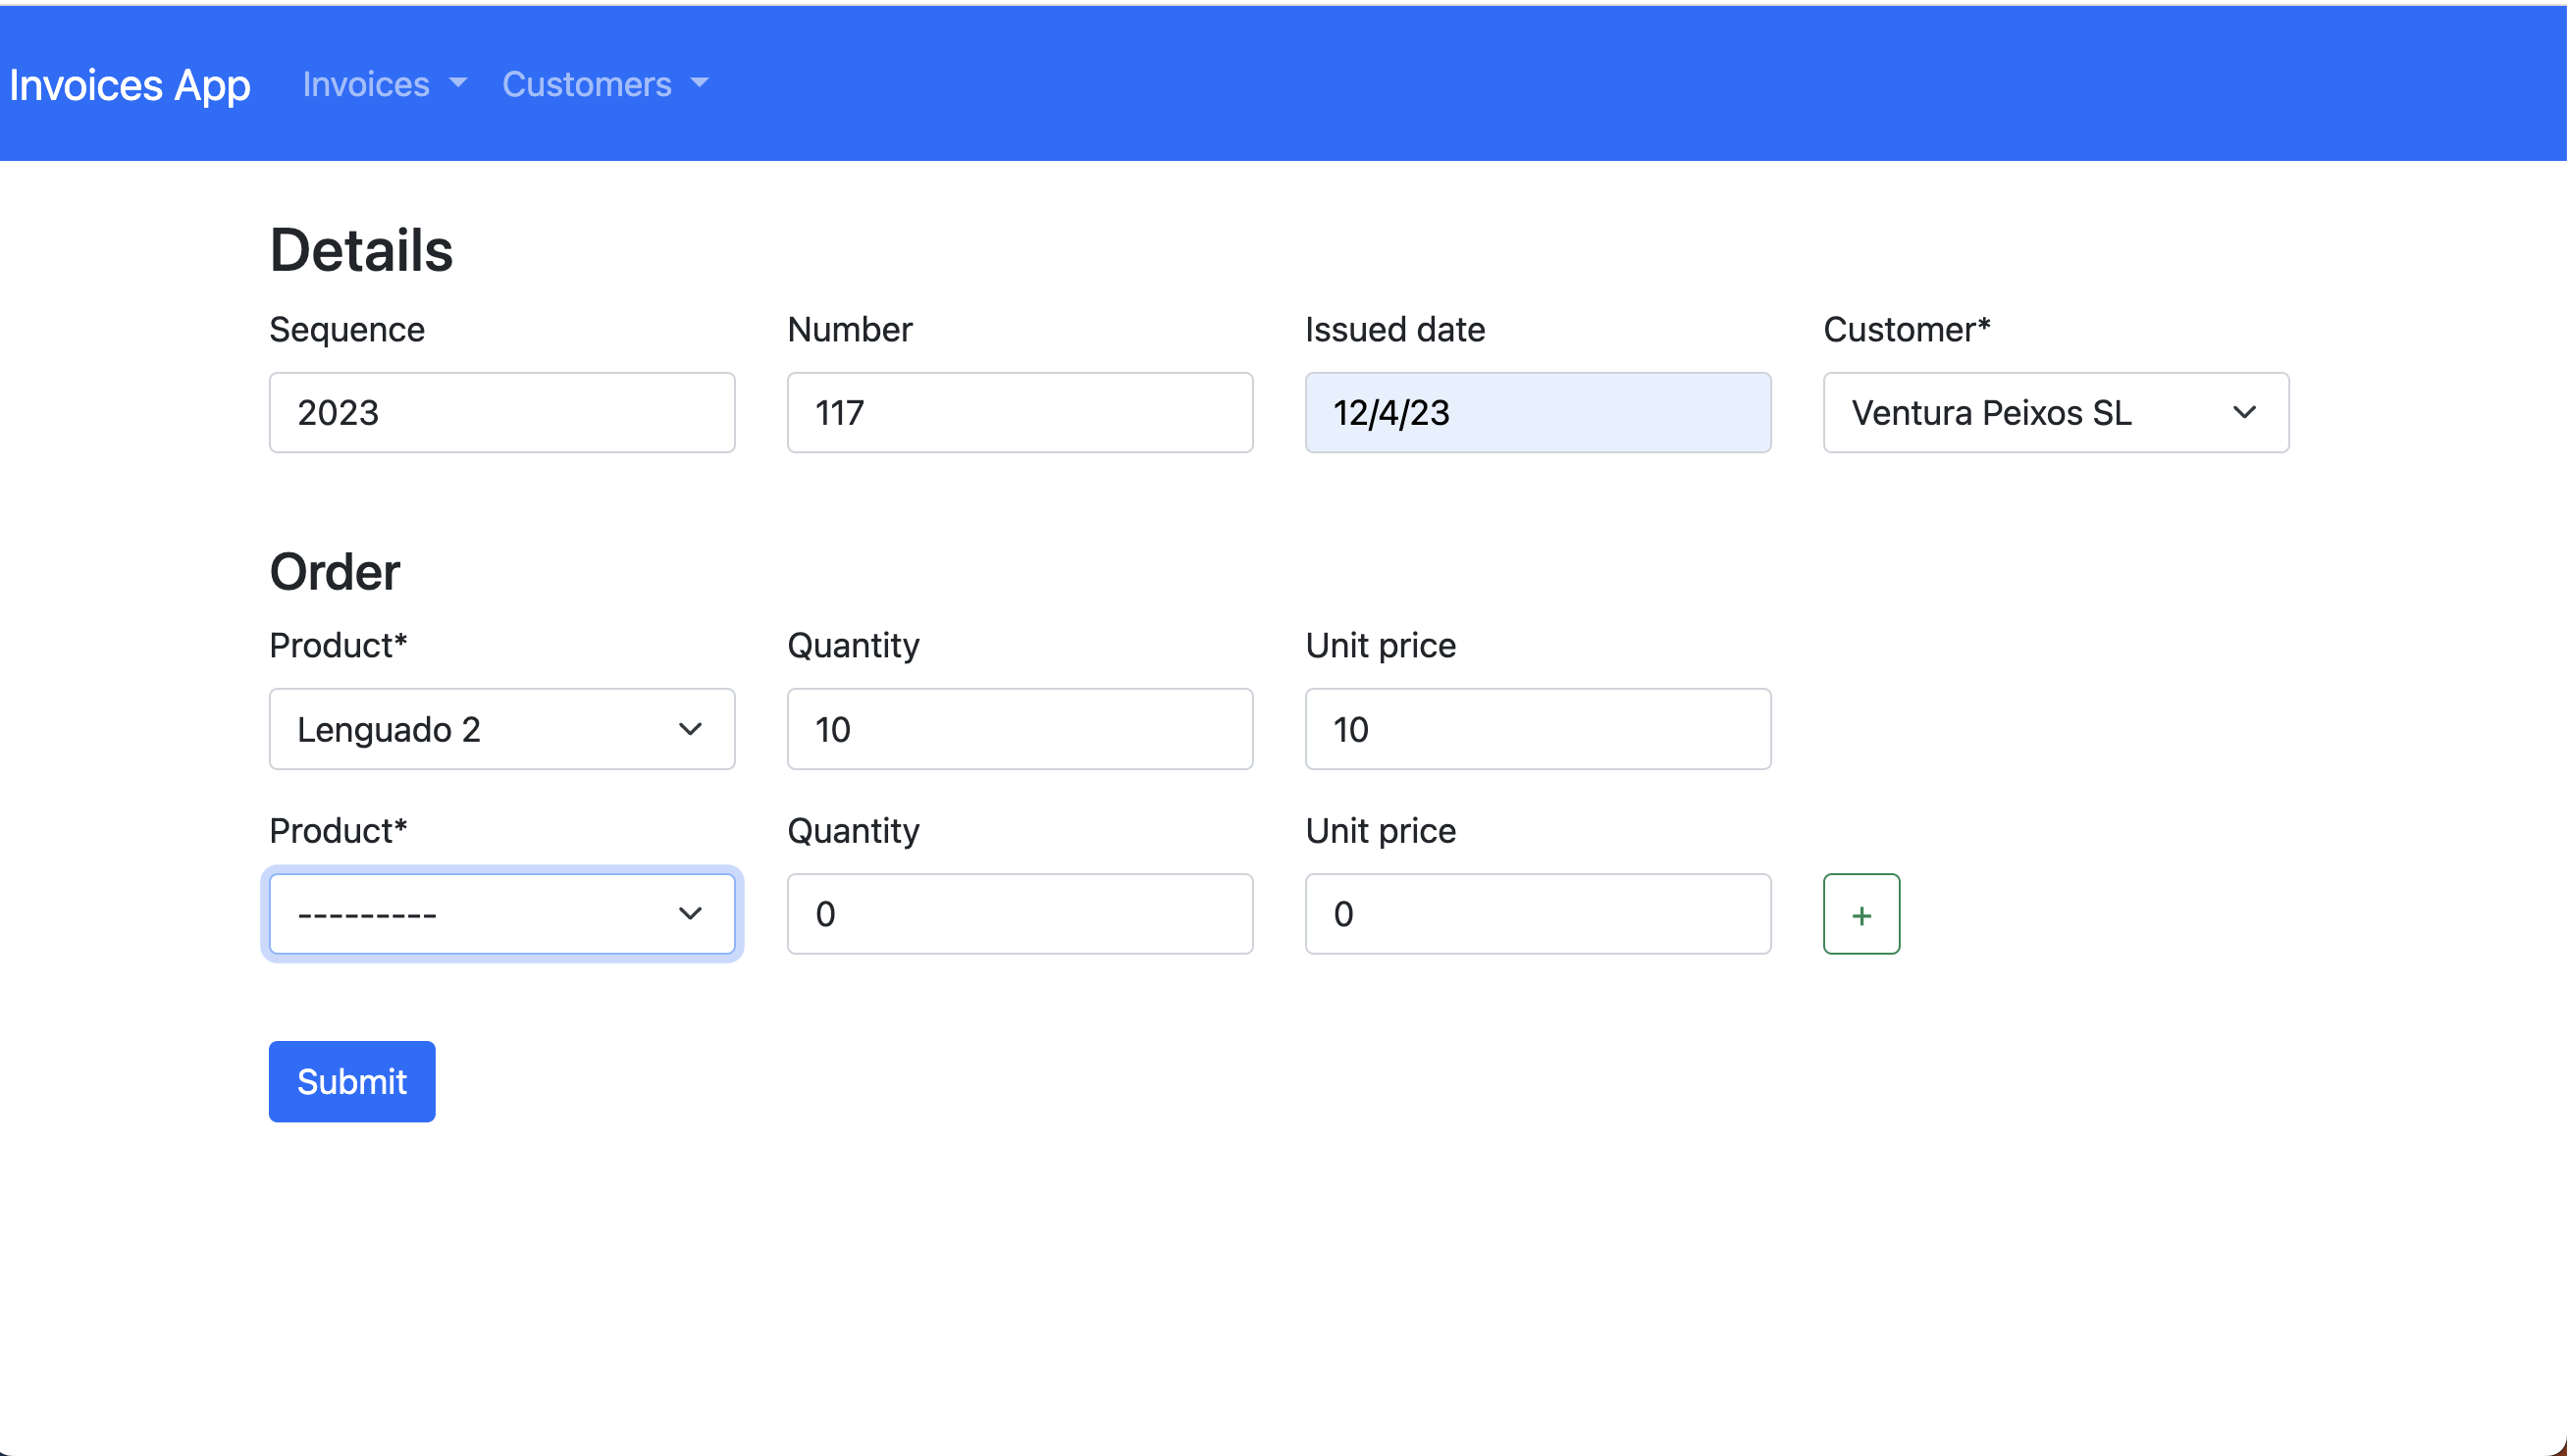 Invoices App Invoices Customers
Details
Sequence Number Issued date Customer*
2023 117 12/4/23 Ventura Peixos SL
Order
Product* Quantity Unit price
Lenguado 2 10 10
Product* Quantity Unit price
--------- 0 0 +
Submit